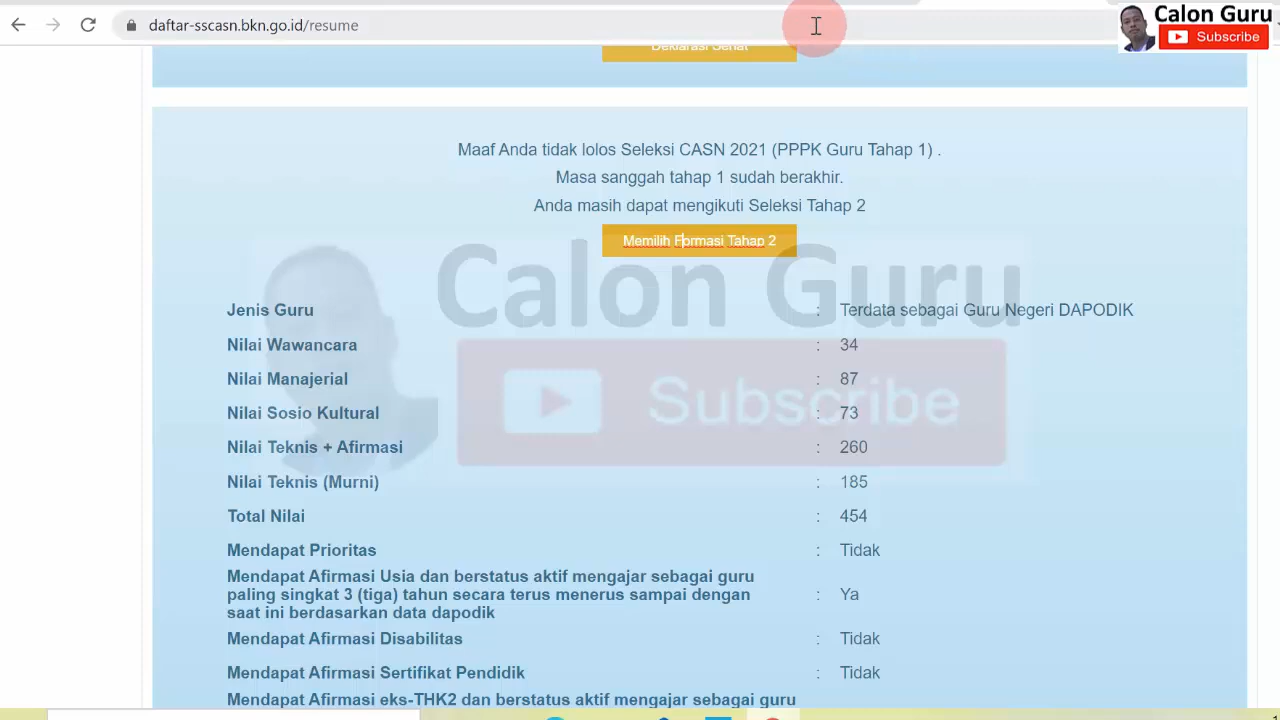 daftar-sscasn.bkn.go.id/resume
Calon Guru
Subscribe
Deklarasi Sehat
Maaf Anda tidak lolos Seleksi CASN 2021 (PPPK Guru Tahap 1) .
Masa sanggah tahap 1 sudah berakhir.
Anda masih dapat mengikuti Seleksi Tahap 2
Memilih Formasi Tahap 2
Calon Guru
Subscribe
Jenis Guru : Terdata sebagai Guru Negeri DAPODIK
Nilai Wawancara : 34
Nilai Manajerial : 87
Nilai Sosio Kultural : 73
Nilai Teknis + Afirmasi : 260
Nilai Teknis (Murni) : 185
Total Nilai : 454
Mendapat Prioritas : Tidak
Mendapat Afirmasi Usia dan berstatus aktif mengajar sebagai guru
paling singkat 3 (tiga) tahun secara terus menerus sampai dengan : Ya
saat ini berdasarkan data dapodik
Mendapat Afirmasi Disabilitas : Tidak
Mendapat Afirmasi Sertifikat Pendidik : Tidak
Mendapat Afirmasi eks-THK2 dan berstatus aktif mengajar sebagai guru